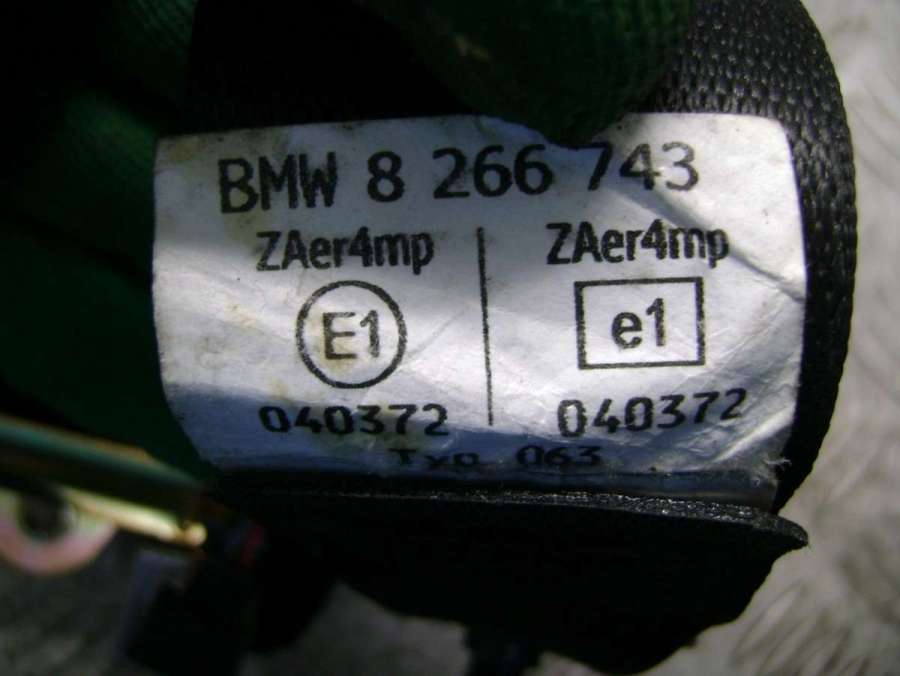 BMW 8 266 743
ZAer4mp ZAer4mp
E1 e1
040372 040372
Typ 063